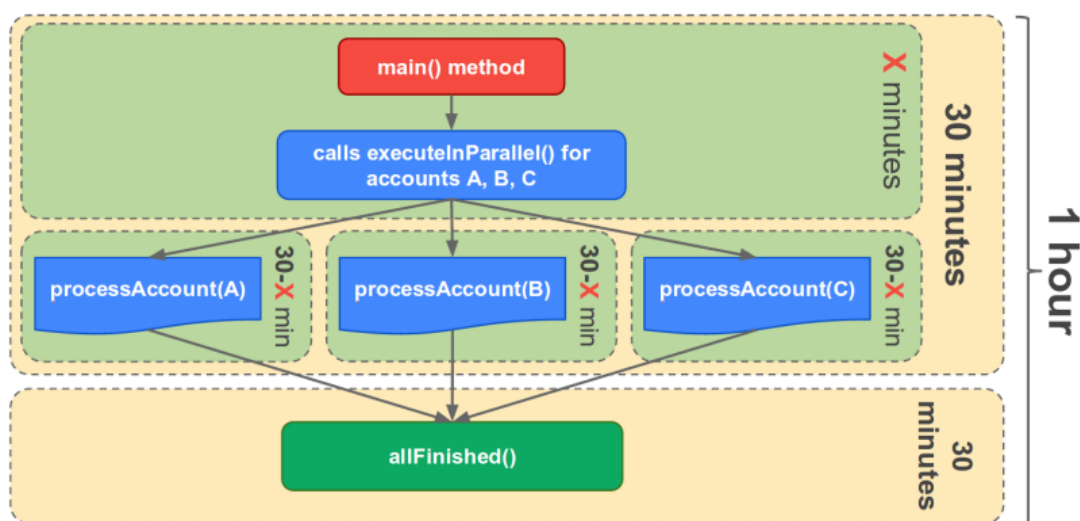 main() method
X minutes
calls executeInParallel() for
accounts A, B, C
30 minutes
processAccount(A)
30-X min
processAccount(B)
30-X min
processAccount(C)
30-X min
1 hour
allFinished()
30
minutes